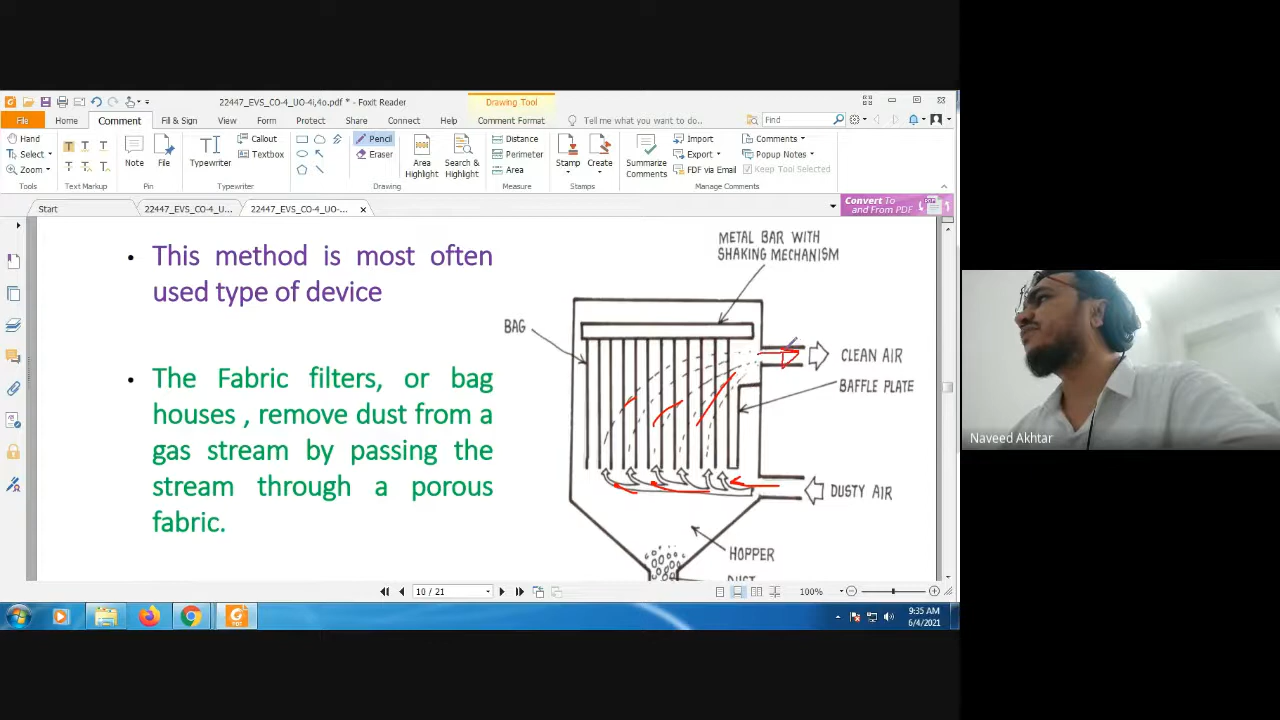 22447_EVS_CO-4_UO-4i,4o.pdf * - Foxit Reader
Drawing Tool
File Home Comment View Form Protect Fill & Sign Share Connect Help Comment Format Tell me what you want to do..
Find
Hand
Select
Zoom
Tools
Text Markup
Note
File
Pin
Typewriter
Callout
Textbox
Typewriter
Pencil
Eraser
Drawing
Area Highlight
Search & Highlight
Distance
Perimeter
Area
Measure
Stamp
Create
Stamps
Summarize Comments
Import
Export
FDF via Email
Comments
Popup Notes
Keep Tool Selected
Manage Comments
Start
22447_EVS_CO-4_U...
22447_EVS_CO-4_UO-...
Convert To
and From PDF
• This method is most often
used type of device
• The Fabric filters, or bag
houses , remove dust from a
gas stream by passing the
stream through a porous
fabric.
METAL BAR WITH
SHAKING MECHANISM
BAG
CLEAN AIR
BAFFLE PLATE
DUSTY AIR
HOPPER
DUST
10 / 21
100%
9:35 AM
6/4/2021
Naveed Akhtar